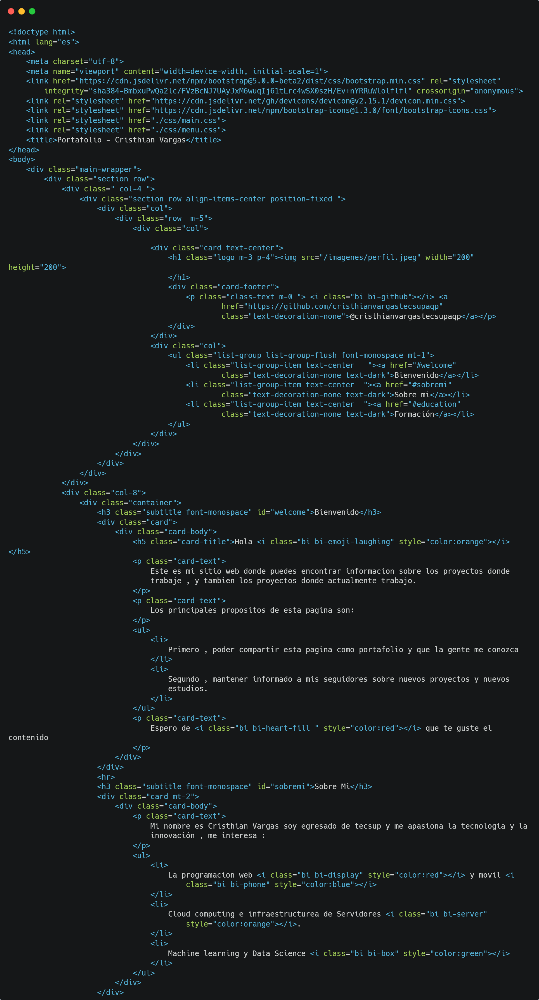 <!doctype html>
<html lang="es">
<head>
    <meta charset="utf-8">
    <meta name="viewport" content="width=device-width, initial-scale=1">
    <link href="https://cdn.jsdelivr.net/npm/bootstrap@5.0.0-beta2/dist/css/bootstrap.min.css" rel="stylesheet"
        integrity="sha384-BmbxuPwQa2lc/FVzBcNJ7UAyJxM6wuqIj61tLrc4wSX0szH/Ev+nYRRuWlolflfl" crossorigin="anonymous">
    <link rel="stylesheet" href="https://cdn.jsdelivr.net/gh/devicons/devicon@v2.15.1/devicon.min.css">
    <link rel="stylesheet" href="https://cdn.jsdelivr.net/npm/bootstrap-icons@1.3.0/font/bootstrap-icons.css">
    <link rel="stylesheet" href="./css/main.css">
    <link rel="stylesheet" href="./css/menu.css">
    <title>Portafolio - Cristhian Vargas</title>
</head>
<body>
    <div class="main-wrapper">
        <div class="section row">
            <div class=" col-4 ">
                <div class="section row align-items-center position-fixed ">
                    <div class="col">
                        <div class="row  m-5">
                            <div class="col">

                                <div class="card text-center">
                                    <h1 class="logo m-3 p-4"><img src="/imagenes/perfil.jpeg" width="200"
height="200">
                                    </h1>
                                    <div class="card-footer">
                                        <p class="class-text m-0 "> <i class="bi bi-github"></i> <a
                                                href="https://github.com/cristhianvargastecsupaqp"
                                                class="text-decoration-none">@cristhianvargastecsupaqp</a></p>
                                    </div>
                                </div>
                                <div class="col">
                                    <ul class="list-group list-group-flush font-monospace mt-1">
                                        <li class="list-group-item text-center   "><a href="#welcome"
                                                class="text-decoration-none text-dark">Bienvenido</a></li>
                                        <li class="list-group-item text-center  "><a href="#sobremi"
                                                class="text-decoration-none text-dark">Sobre mi</a></li>
                                        <li class="list-group-item text-center  "><a href="#education"
                                                class="text-decoration-none text-dark">Formación</a></li>
                                    </ul>
                                </div>
                            </div>
                        </div>
                    </div>
                </div>
            </div>
            <div class="col-8">
                <div class="container">
                    <h3 class="subtitle font-monospace" id="welcome">Bienvenido</h3>
                    <div class="card">
                        <div class="card-body">
                            <h5 class="card-title">Hola <i class="bi bi-emoji-laughing" style="color:orange"></i>
</h5>
                            <p class="card-text">
                                Este es mi sitio web donde puedes encontrar informacion sobre los proyectos donde
                                trabaje , y tambien los proyectos donde actualmente trabajo.
                            </p>
                            <p class="card-text">
                                Los principales propositos de esta pagina son:
                            </p>
                            <ul>
                                <li>
                                    Primero , poder compartir esta pagina como portafolio y que la gente me conozca
                                </li>
                                <li>
                                    Segundo , mantener informado a mis seguidores sobre nuevos proyectos y nuevos
                                    estudios.
                                </li>
                            </ul>
                            <p class="card-text">
                                Espero de <i class="bi bi-heart-fill " style="color:red"></i> que te guste el
contenido
                            </p>
                        </div>
                    </div>
                    <hr>
                    <h3 class="subtitle font-monospace" id="sobremi">Sobre Mi</h3>
                    <div class="card mt-2">
                        <div class="card-body">
                            <p class="card-text">
                                Mi nombre es Cristhian Vargas soy egresado de tecsup y me apasiona la tecnologia y la
                                innovación , me interesa :
                            </p>
                            <ul>
                                <li>
                                    La programacion web <i class="bi bi-display" style="color:red"></i> y movil <i
                                        class="bi bi-phone" style="color:blue"></i>
                                </li>
                                <li>
                                    Cloud computing e infraestructurea de Servidores <i class="bi bi-server"
                                        style="color:orange"></i>.
                                </li>
                                <li>
                                    Machine learning y Data Science <i class="bi bi-box" style="color:green"></i>
                                </li>
                            </ul>
                        </div>
                    </div>